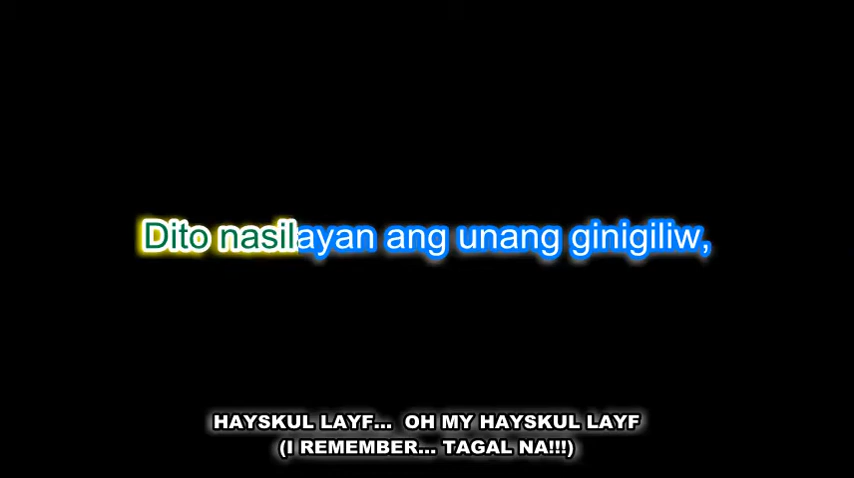 Dito nasilayan ang unang ginigiliw,
HAYSKUL LAYF... OH MY HAYSKUL LAYF
(I REMEMBER... TAGAL NA!!!)